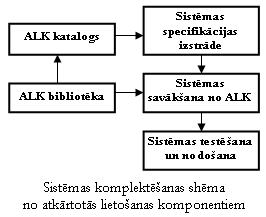 ALK katalogs
Sistēmas
specifikācijas
izstrāde
ALK bibliotēka
Sistēmas
savākšana no ALK
Sistēmas testēšana
un nodošana
Sistēmas komplektēšanas shēma
no atkārtotās lietošanas komponentiem